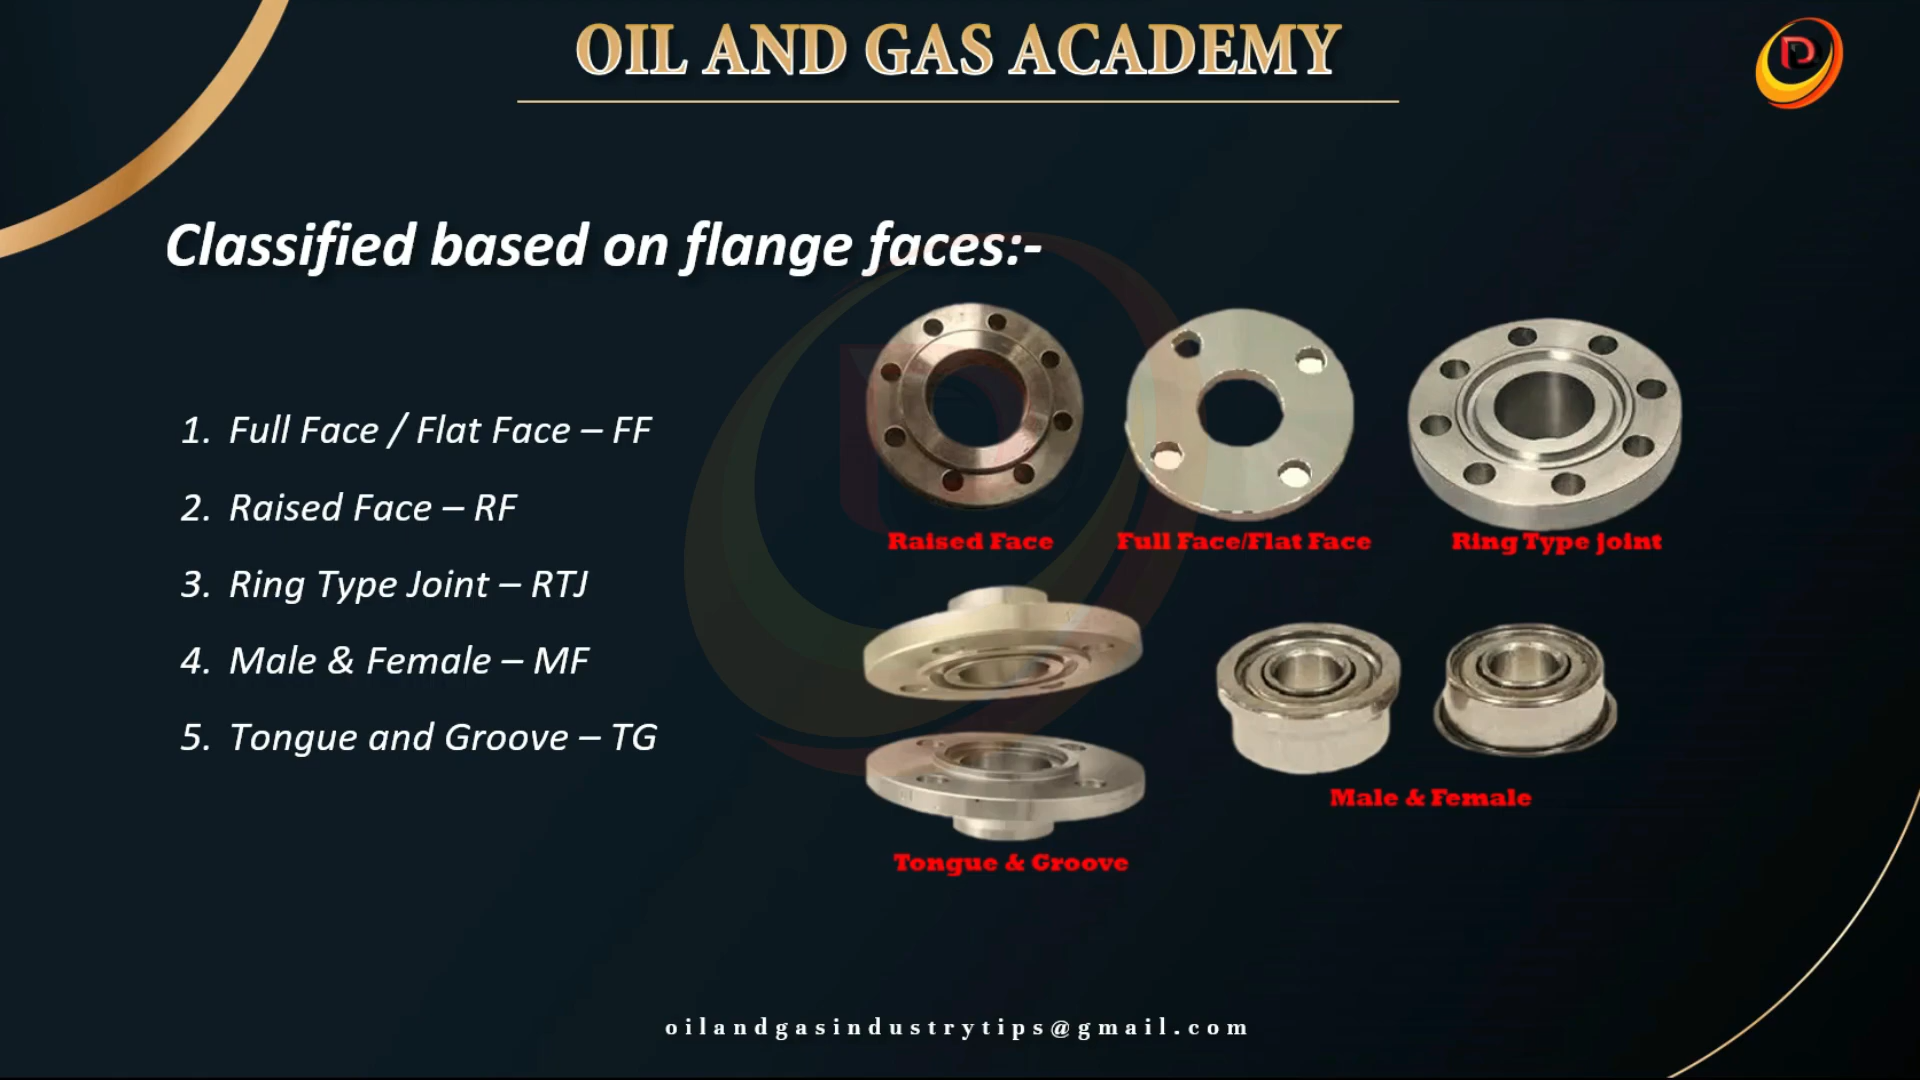 OIL AND GAS ACADEMY
Classified based on flange faces:-
1. Full Face / Flat Face – FF
2. Raised Face – RF
3. Ring Type Joint – RTJ
4. Male & Female – MF
5. Tongue and Groove – TG
Raised Face
Full Face/Flat Face
Ring Type Joint
Male & Female
Tongue & Groove
oilandgasindustrytips@gmail.com